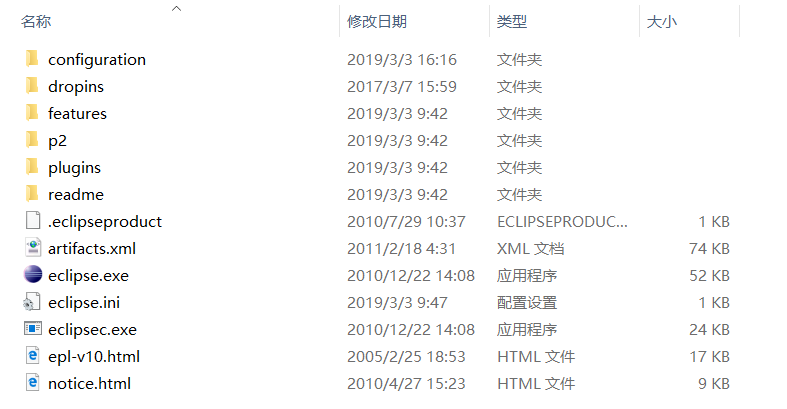 名称 修改日期 类型 大小
configuration 2019/3/3 16:16 文件夹
dropins 2017/3/7 15:59 文件夹
features 2019/3/3 9:42 文件夹
p2 2019/3/3 9:42 文件夹
plugins 2019/3/3 9:42 文件夹
readme 2019/3/3 9:42 文件夹
.eclipseproduct 2010/7/29 10:37 ECLIPSEPRODUC... 1 KB
artifacts.xml 2011/2/18 4:31 XML 文档 74 KB
eclipse.exe 2010/12/22 14:08 应用程序 52 KB
eclipse.ini 2019/3/3 9:47 配置设置 1 KB
eclipsec.exe 2010/12/22 14:08 应用程序 24 KB
epl-v10.html 2005/2/25 18:53 HTML 文件 17 KB
notice.html 2010/4/27 15:23 HTML 文件 9 KB